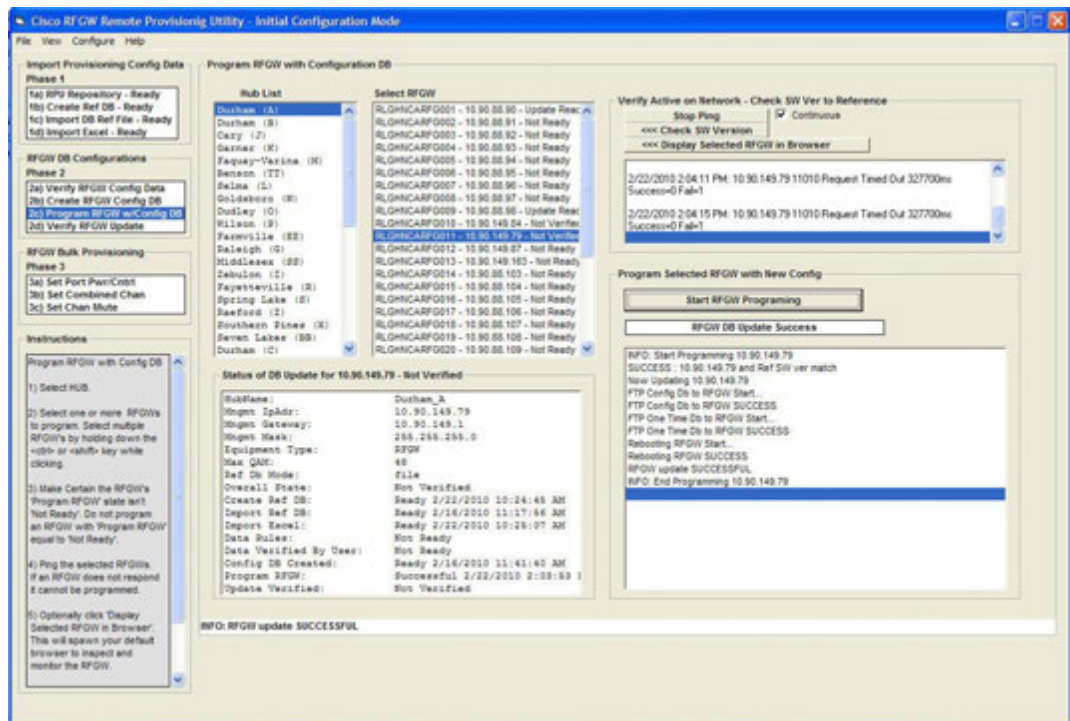 Cisco RFGW Remote Provisionig Utility - Initial Configuration Mode
File View Configure Help
Import Provisioning Config Data
Phase 1
1a) RPU Repository - Ready
1b) Create Ref DB - Ready
1c) Import DB Ref File - Ready
1d) Import Excel - Ready
RFGW DB Configurations
Phase 2
2a) Verify RFGW Config Data
2b) Create RFGW Config DB
2c) Program RFGW w/Config DB
2d) Verify RFGW Update
RFGW Bulk Provisioning
Phase 3
3a) Set Port Pwr/Cntrl
3b) Set Combined Chan
3c) Set Chan Mute
Instructions
Program RFGW with Config DB
1) Select HUB.
2) Select one or more RFGWs
to program. Select multiple
RFGW's by holding down the
<ctrl> or <shift> key while
clicking.
3) Make Certain the RFGW's
'Program RFGW' state isn't
'Not Ready'. Do not program
an RFGW with 'Program RFGW'
equal to 'Not Ready'.
4) Ping the selected RFGWs.
If an RFGW does not respond
it cannot be programmed.
5) Optionally click 'Display
Selected RFGW in Browser'.
This will spawn your default
browser to inspect and
monitor the RFGW.
Program RFGW with Configuration DB
Hub List
Durham (A)
Durham (B)
Cary (J)
Garner (K)
Fuquay-Varina (M)
Benson (TT)
Selma (L)
Goldsboro (N)
Dudley (O)
Wilson (P)
Farmville (EE)
Raleigh (G)
Middlesex (SS)
Zebulon (I)
Fayetteville (R)
Spring Lake (S)
Raeford (Z)
Southern Pines (X)
Seven Lakes (BB)
Durham (C)
Select RFGW
RLGHNCARFG001 - 10.90.88.90 - Update Reac
RLGHNCARFG002 - 10.90.88.91 - Not Ready
RLGHNCARFG003 - 10.90.88.92 - Not Ready
RLGHNCARFG004 - 10.90.88.93 - Not Ready
RLGHNCARFG005 - 10.90.88.94 - Not Ready
RLGHNCARFG006 - 10.90.88.95 - Not Ready
RLGHNCARFG007 - 10.90.88.96 - Not Ready
RLGHNCARFG008 - 10.90.88.97 - Not Ready
RLGHNCARFG009 - 10.90.88.98 - Update Reac
RLGHNCARFG010 - 10.90.149.84 - Not Verifiec
RLGHNCARFG011 - 10.90.149.79 - Not Verifiec
RLGHNCARFG012 - 10.90.149.87 - Not Ready
RLGHNCARFG013 - 10.90.149.163 - Not Ready
RLGHNCARFG014 - 10.90.88.103 - Not Ready
RLGHNCARFG015 - 10.90.88.104 - Not Ready
RLGHNCARFG016 - 10.90.88.105 - Not Ready
RLGHNCARFG017 - 10.90.88.106 - Not Ready
RLGHNCARFG018 - 10.90.88.107 - Not Ready
RLGHNCARFG019 - 10.90.88.108 - Not Ready
RLGHNCARFG020 - 10.90.88.109 - Not Ready
Status of DB Update for 10.90.149.79 - Not Verified
HubName: Durham_A
Mngmt IpAdr: 10.90.149.79
Mngmt Gateway: 10.90.149.1
Mngmt Mask: 255.255.255.0
Equipment Type: RFGW
Max QAM: 48
Ref Db Mode: file
Overall State: Not Verified
Create Ref DB: Ready 2/22/2010 10:24:45 AM
Import Ref DB: Ready 2/16/2010 11:17:56 AM
Import Excel: Ready 2/22/2010 10:25:07 AM
Data Rules: Not Ready
Data Verified By User: Not Ready
Config DB Created: Ready 2/16/2010 11:41:40 AM
Program RFGW: Successful 2/22/2010 2:03:53
Update Verified: Not Verified
Verify Active on Network - Check SW Ver to Reference
Stop Ping
Continuous
<<< Check SW Version
<<< Display Selected RFGW in Browser
2/22/2010 2:04:11 PM: 10.90.149.79 11010 Request Timed Out 327700ms
Success=0 Fail=1
2/22/2010 2:04:15 PM: 10.90.149.79 11010 Request Timed Out 327700ms
Success=0 Fail=1
Program Selected RFGW with New Config
Start RFGW Programing
RFGW DB Update Success
INFO: Start Programming 10.90.149.79
SUCCESS : 10.90.149.79 and Ref SW ver match
Now Updating 10.90.149.79
FTP Config Db to RFGW Start...
FTP Config Db to RFGW SUCCESS
FTP One Time Db to RFGW Start...
FTP One Time Db to RFGW SUCCESS
Rebooting RFGW Start...
Rebooting RFGW SUCCESS
RFGW update SUCCESSFUL
INFO: End Programming 10.90.149.79
INFO: RFGW update SUCCESSFUL